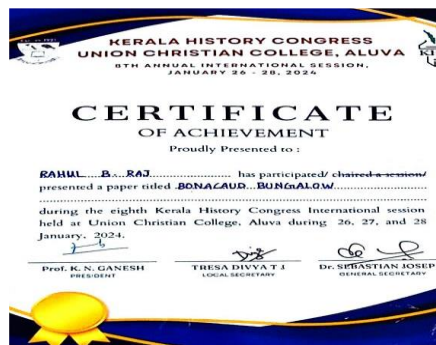 KERALA HISTORY CONGRESS
UNION CHRISTIAN COLLEGE, ALUVA
8TH ANNUAL INTERNATIONAL SESSION,
JANUARY 26 - 28, 2024
CERTIFICATE
OF ACHIEVEMENT
Proudly Presented to :
RAHUL B. RAJ has participated/ chaired a session/
presented a paper titled BONACAUD BUNGALOW
during the eighth Kerala History Congress International session
held at Union Christian College, Aluva during 26, 27, and 28
January, 2024.
Prof. K. N. GANESH TRESA DIVYA T J Dr. SEBASTIAN JOSEP
PRESIDENT LOCAL SECRETARY GENERAL SECRETARY